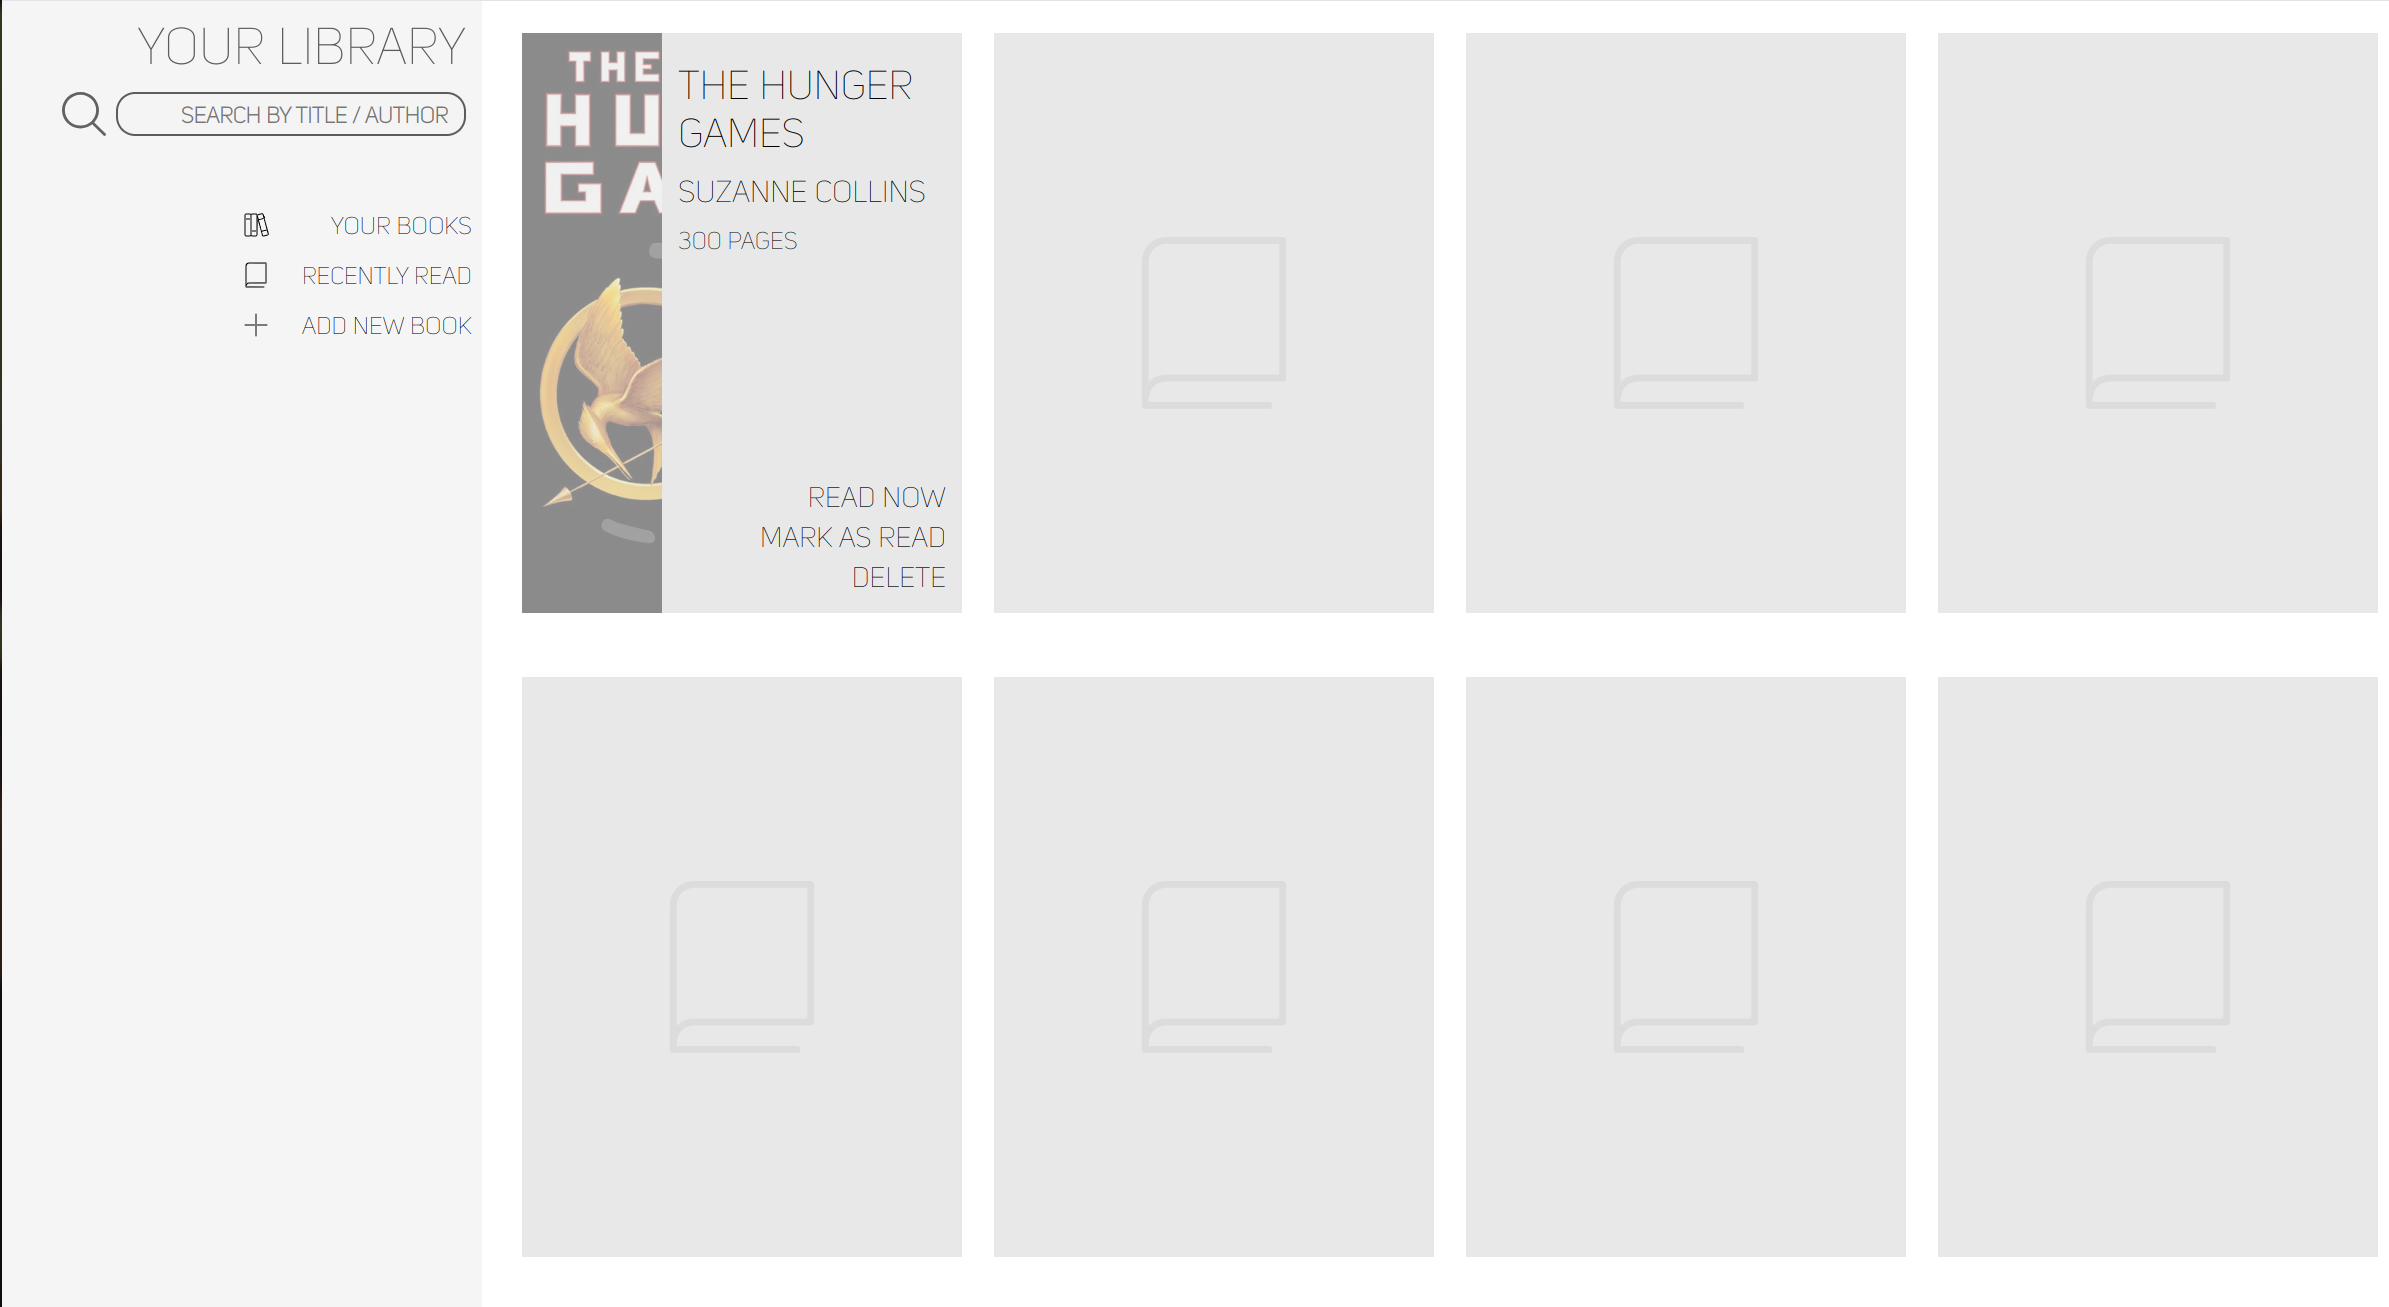 YOUR LIBRARY
SEARCH BY TITLE / AUTHOR
YOUR BOOKS
RECENTLY READ
ADD NEW BOOK
THE
HU
GA
THE HUNGER
GAMES
SUZANNE COLLINS
300 PAGES
READ NOW
MARK AS READ
DELETE